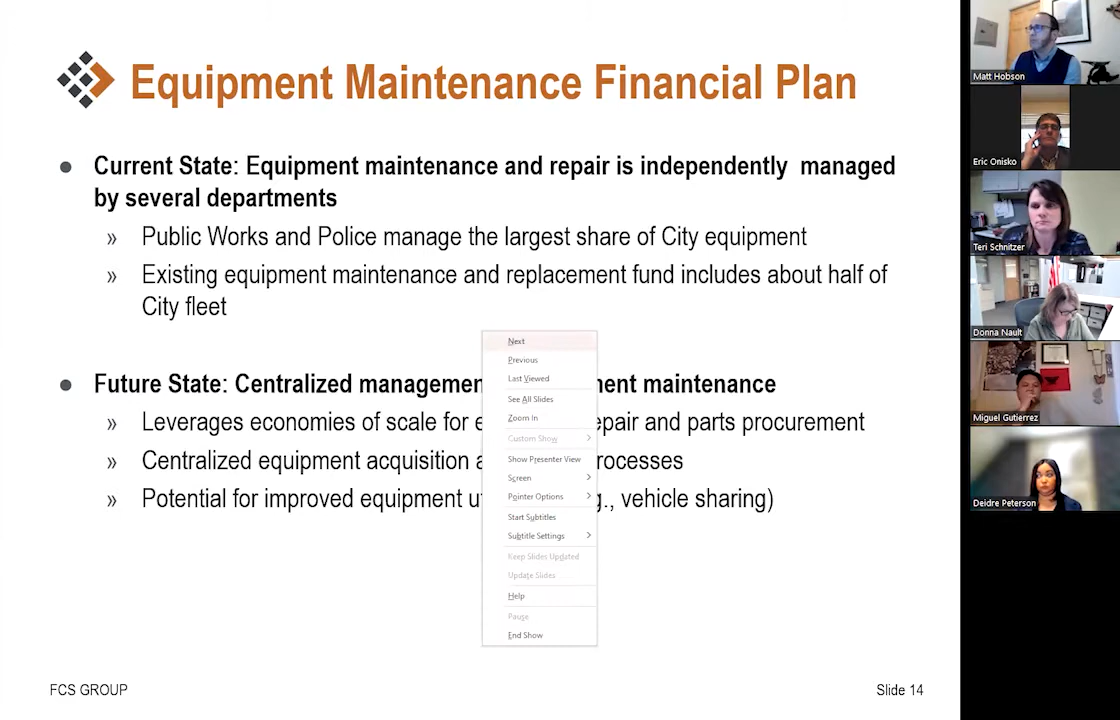 Equipment Maintenance Financial Plan
Current State: Equipment maintenance and repair is independently managed
by several departments
» Public Works and Police manage the largest share of City equipment
» Existing equipment maintenance and replacement fund includes about half of
City fleet
Future State: Centralized managemen ent maintenance
» Leverages economies of scale for e epair and parts procurement
» Centralized equipment acquisition a rocesses
» Potential for improved equipment ut g., vehicle sharing)
Next
Previous
Last Viewed
See All Slides
Zoom In
Custom Show
Show Presenter View
Screen
Pointer Options
Start Subtitles
Subtitle Settings
Keep Slides Updated
Update Slides
Help
Pause
End Show
FCS GROUP
Slide 14
Matt Hobson
Eric Onisko
Teri Schnitzer
Donna Nault
Miguel Gutierrez
Deidre Peterson